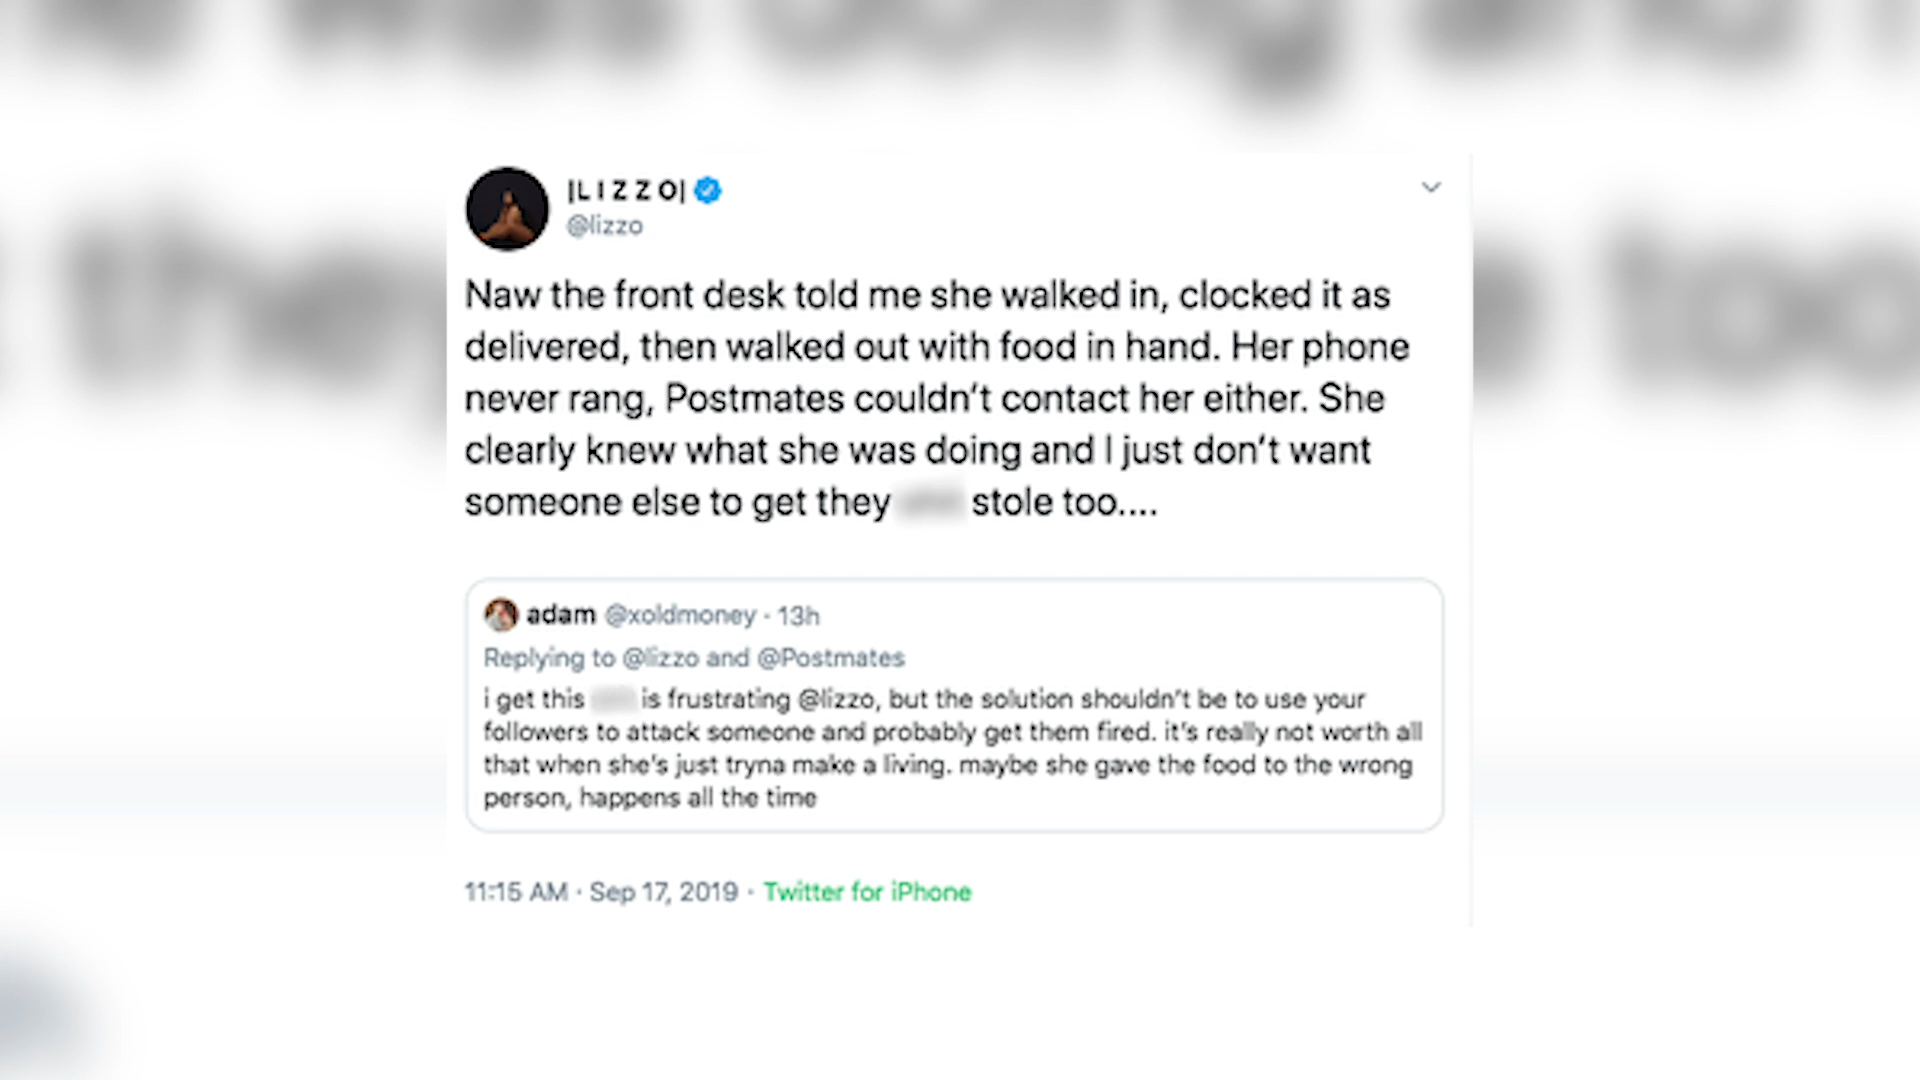 |L I Z Z O|
@lizzo
Naw the front desk told me she walked in, clocked it as
delivered, then walked out with food in hand. Her phone
never rang, Postmates couldn't contact her either. She
clearly knew what she was doing and I just don't want
someone else to get they stole too....
adam @xoldmoney · 13h
Replying to @lizzo and @Postmates
i get this is frustrating @lizzo, but the solution shouldn't be to use your
followers to attack someone and probably get them fired. it's really not worth all
that when she's just tryna make a living. maybe she gave the food to the wrong
person, happens all the time
11:15 AM · Sep 17, 2019 · Twitter for iPhone